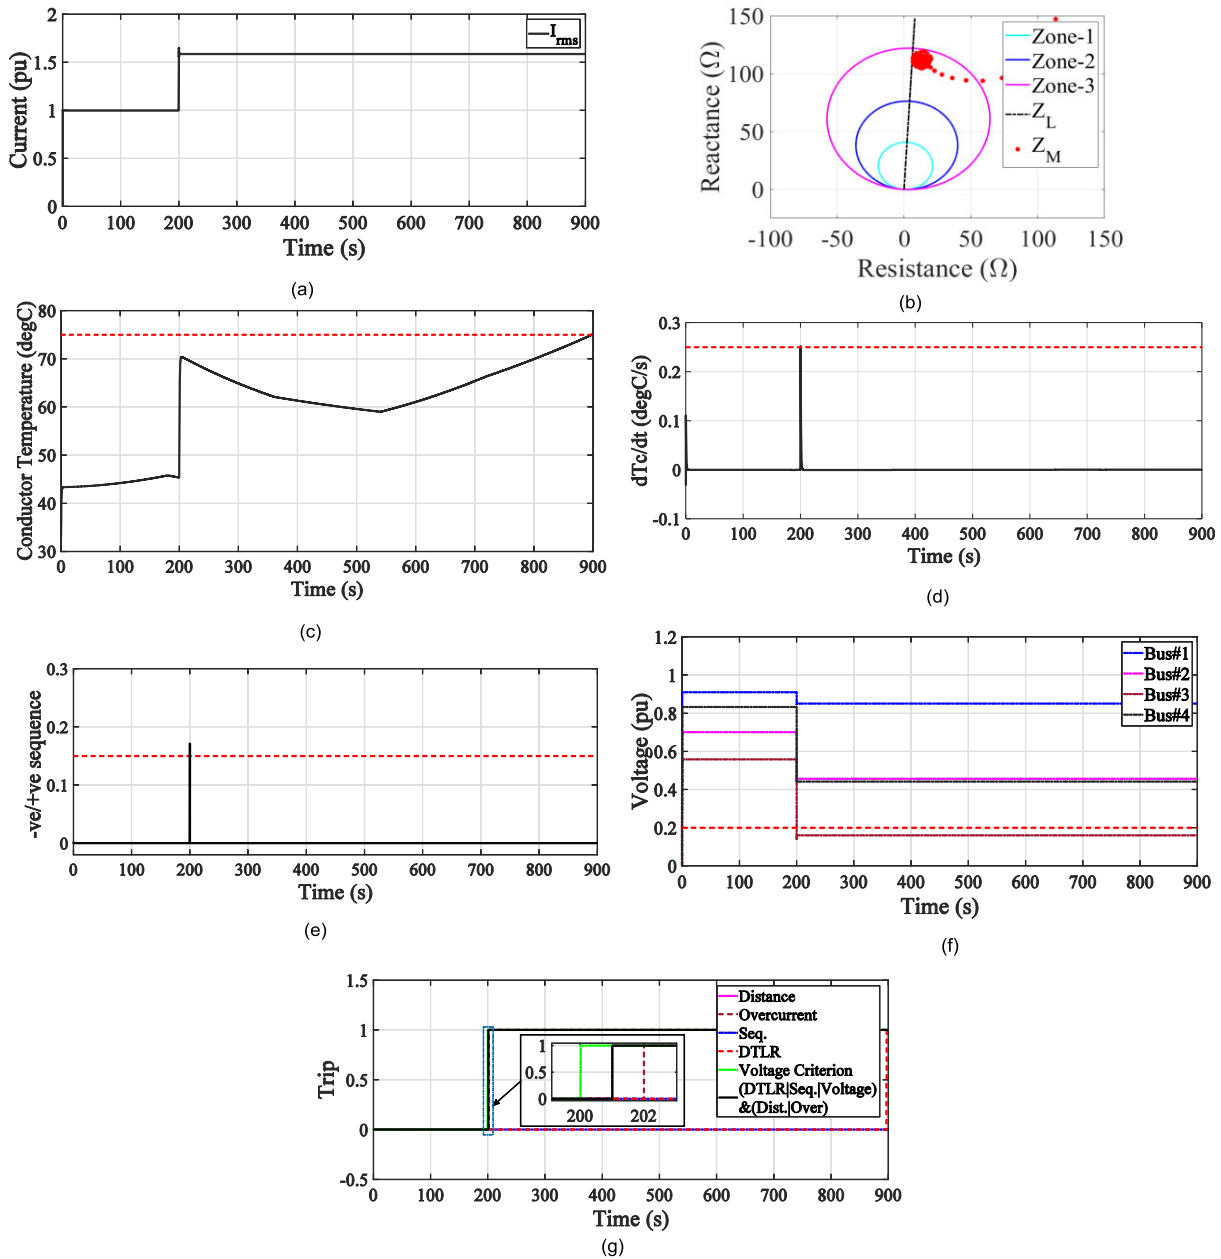 2
1.5
1
0.5
0
Current (pu)
I_rms
0 100 200 300 400 500 600 700 800 900
Time (s)
(a)
150
100
50
0
Reactance (Ω)
Zone-1
Zone-2
Zone-3
Z_L
Z_M
-100 -50 0 50 100 150
Resistance (Ω)
(b)
80
70
60
50
40
30
Conductor Temperature (degC)
0 100 200 300 400 500 600 700 800 900
Time (s)
(c)
0.3
0.2
0.1
0
-0.1
dTc/dt (degC/s)
0 100 200 300 400 500 600 700 800 900
Time (s)
(d)
0.3
0.2
0.1
0
-ve/+ve sequence
0 100 200 300 400 500 600 700 800 900
Time (s)
(e)
1.2
1
0.8
0.6
0.4
0.2
0
Voltage (pu)
Bus#1
Bus#2
Bus#3
Bus#4
0 100 200 300 400 500 600 700 800 900
Time (s)
(f)
1.5
1
0.5
0
-0.5
Trip
1
0.5
0
200 202
Distance
Overcurrent
Seq.
DTLR
Voltage Criterion
(DTLR|Seq.|Voltage)
&(Dist.|Over)
0 100 200 300 400 500 600 700 800 900
Time (s)
(g)